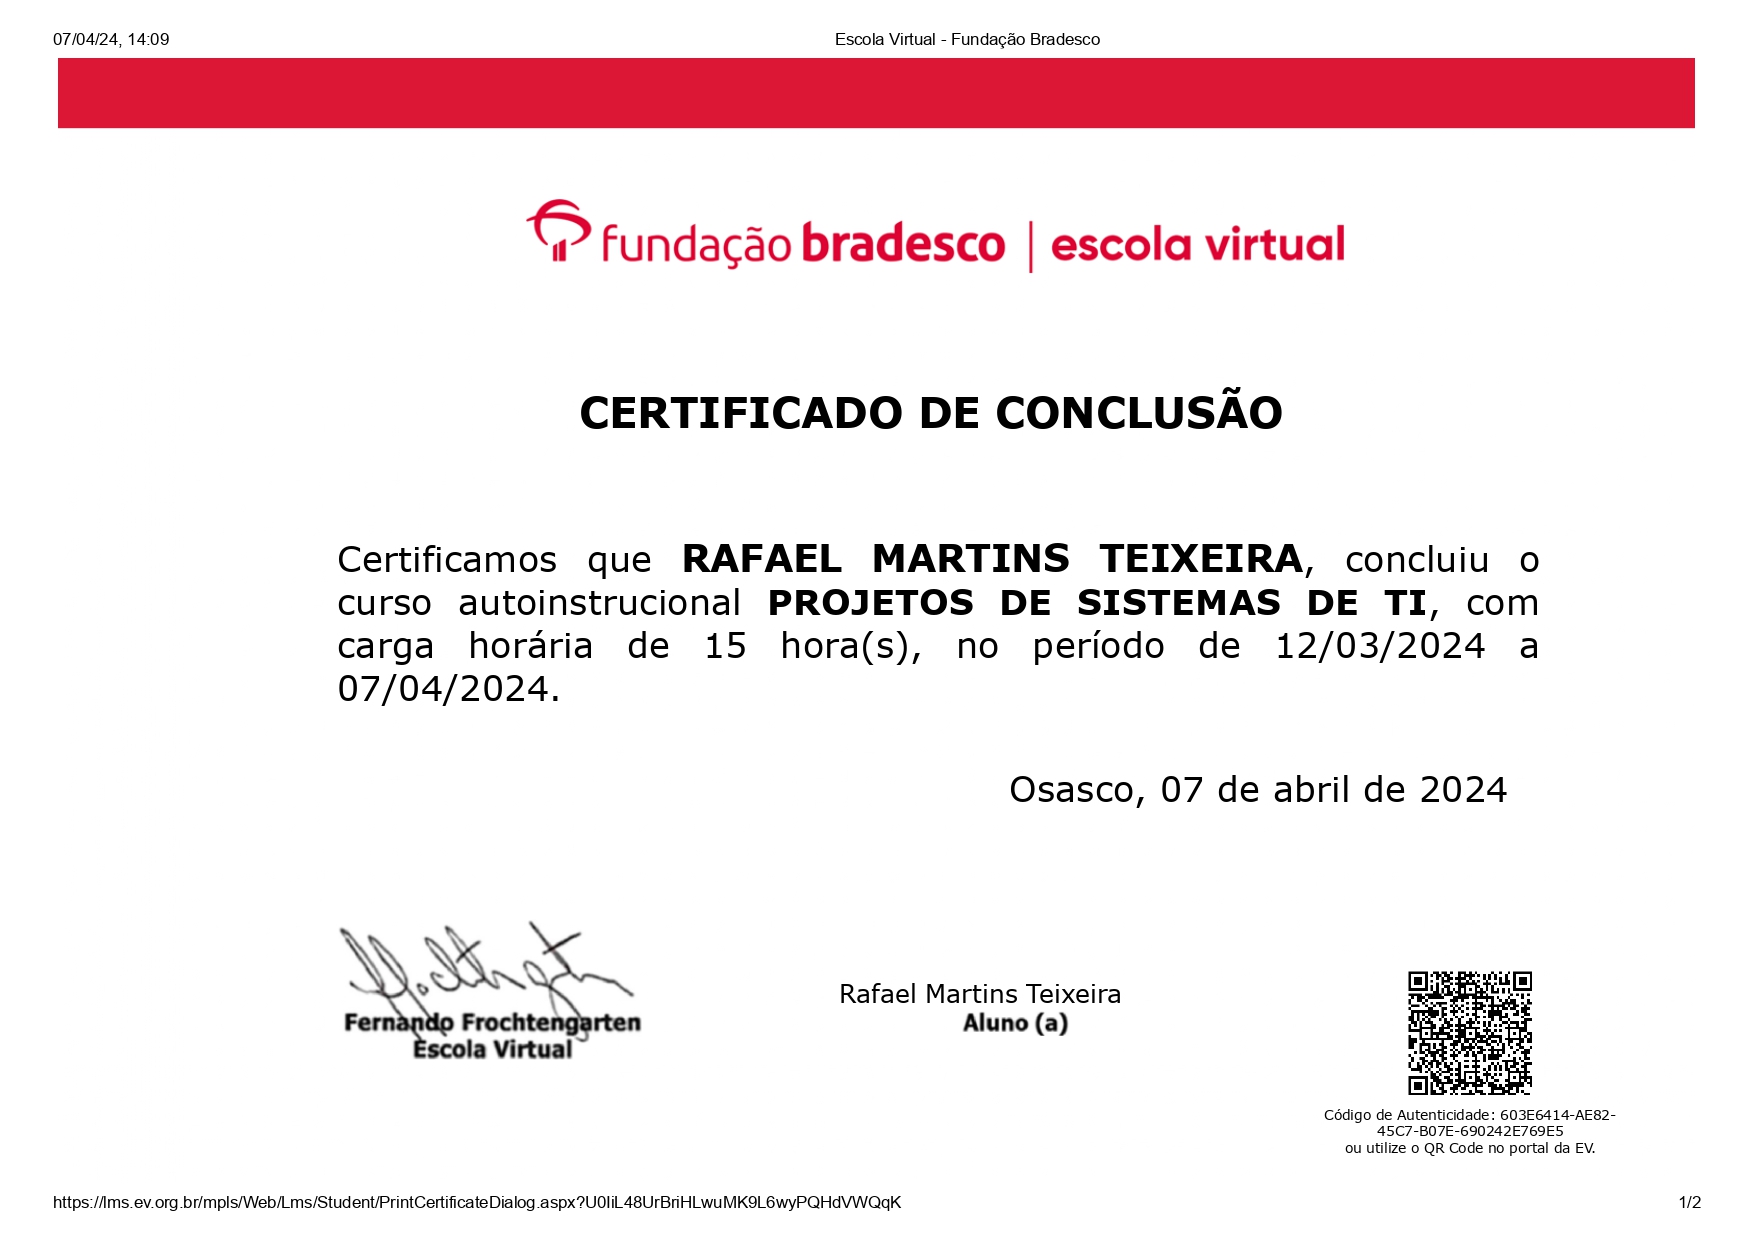 07/04/24, 14:09
Escola Virtual - Fundação Bradesco
fundação bradesco | escola virtual
CERTIFICADO DE CONCLUSÃO
Certificamos que RAFAEL MARTINS TEIXEIRA, concluiu o
curso autoinstrucional PROJETOS DE SISTEMAS DE TI, com
carga horária de 15 hora(s), no período de 12/03/2024 a
07/04/2024.
Osasco, 07 de abril de 2024
Fernando Frochtengarten
Escola Virtual
Rafael Martins Teixeira
Aluno (a)
Código de Autenticidade: 603E6414-AE82-
45C7-B07E-690242E769E5
ou utilize o QR Code no portal da EV.
https://lms.ev.org.br/mpls/Web/Lms/Student/PrintCertificateDialog.aspx?U0IiL48UrBriHLwuMK9L6wyPQHdVWQqK
1/2